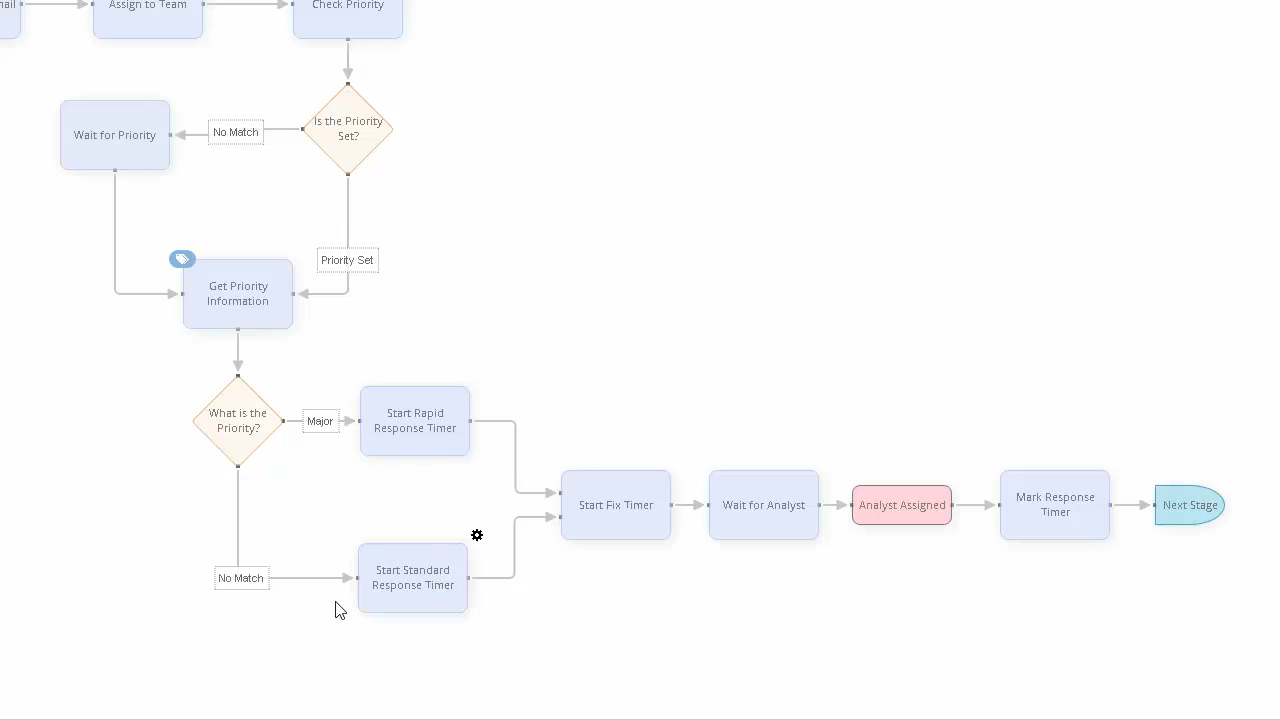 Assign to Team
Check Priority
Is the Priority
Set?
No Match
Wait for Priority
Priority Set
Get Priority
Information
What is the
Priority?
Major
Start Rapid
Response Timer
Start Fix Timer
Wait for Analyst
Analyst Assigned
Mark Response
Timer
Next Stage
No Match
Start Standard
Response Timer